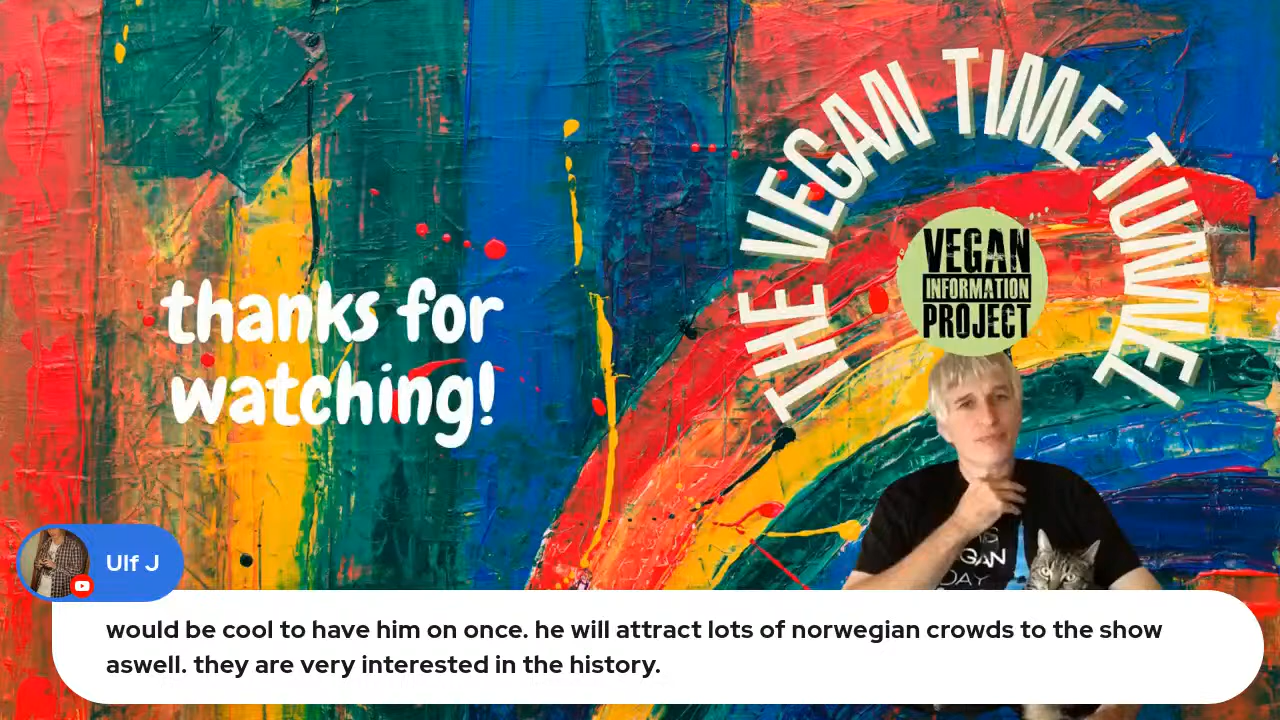 THE VEGAN TIME TUNNEL
VEGAN
INFORMATION
PROJECT
thanks for
watching!
DAY
Ulf J
would be cool to have him on once. he will attract lots of norwegian crowds to the show
aswell. they are very interested in the history.